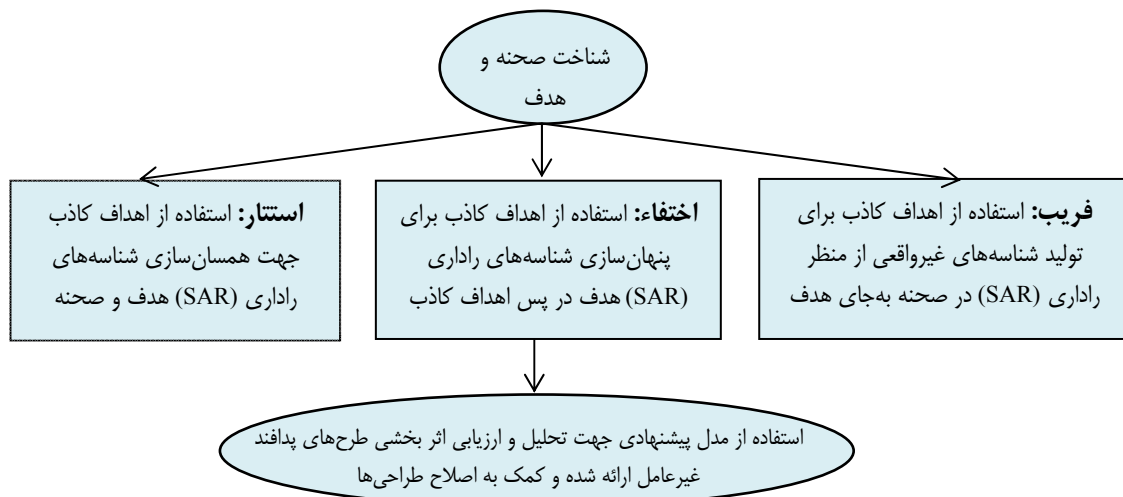 شناخت صحنه و
هدف
فریب: استفاده از اهداف کاذب برای
تولید شناسه‌های غیرواقعی از منظر
راداری (SAR) در صحنه به‌جای هدف
اختفاء: استفاده از اهداف کاذب برای
پنهان‌سازی شناسه‌های راداری
(SAR) هدف در پس اهداف کاذب
استتار: استفاده از اهداف کاذب
جهت همسان‌سازی شناسه‌های
راداری (SAR) هدف و صحنه
استفاده از مدل پیشنهادی جهت تحلیل و ارزیابی اثر بخشی طرح‌های پدافند
غیرعامل ارائه شده و کمک به اصلاح طراحی‌ها